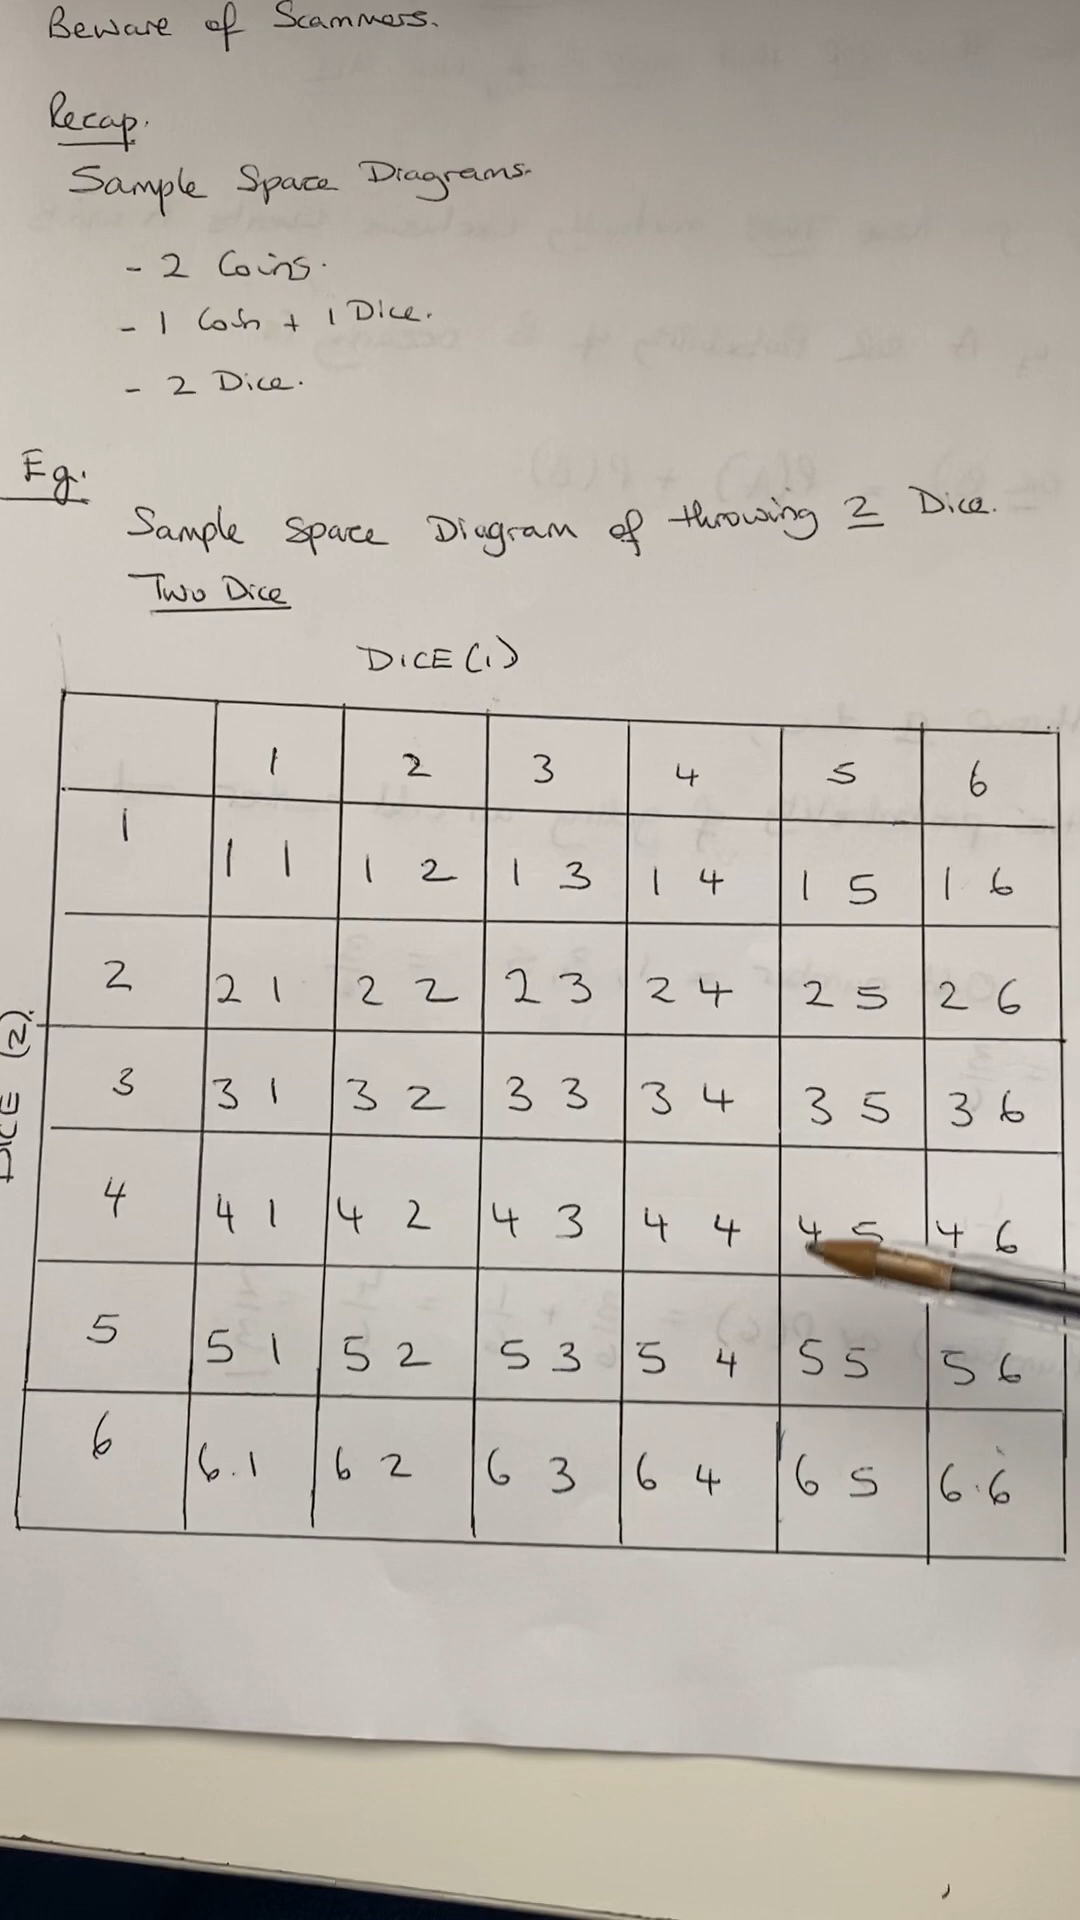 Beware of Scammers.
Recap.
Sample Space Diagrams.
- 2 Coins.
- 1 Coin + 1 Dice.
- 2 Dice.
Eg.
Sample Space Diagram of throwing 2 Dice.
Two Dice
DICE (1)
1 2 3 4 5 6
1 1 1 1 2 1 3 1 4 1 5 1 6
2 2 1 2 2 2 3 2 4 2 5 2 6
DICE (2)
3 3 1 3 2 3 3 3 4 3 5 3 6
4 4 1 4 2 4 3 4 4 4 5 4 6
5 5 1 5 2 5 3 5 4 5 5 5 6
6 6.1 6 2 6 3 6 4 6 5 6.6